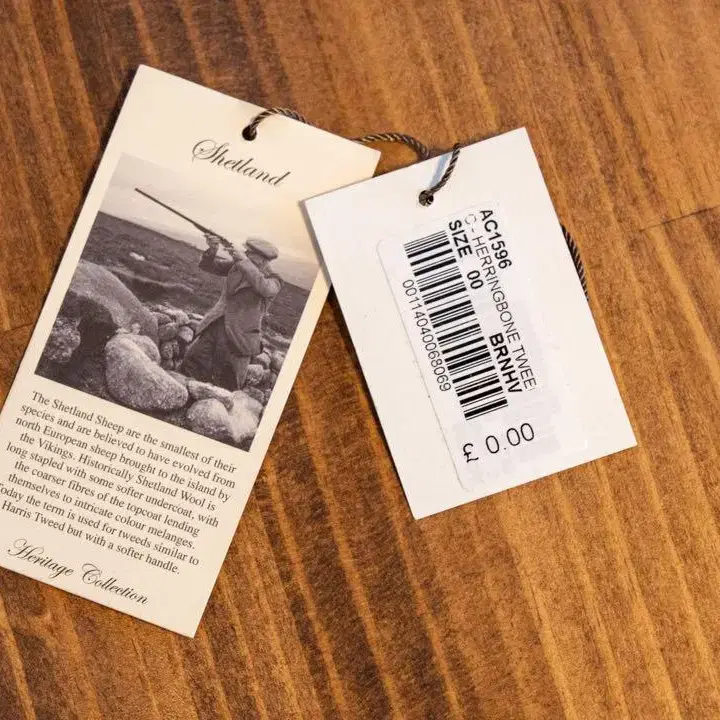 Shetland
The Shetland Sheep are the smallest of their
species and are believed to have evolved from
north European sheep brought to the island by
the Vikings. Historically Shetland Wool is
long stapled with some softer undercoat, with
the coarser fibres of the topcoat lending
themselves to intricate colour melanges.
Today the term is used for tweeds similar to
Harris Tweed but with a softer handle.
Heritage Collection
AC1596
C - HERRINGBONE TWEE
SIZE 00 BRNHV
00114040068069
£ 0.00